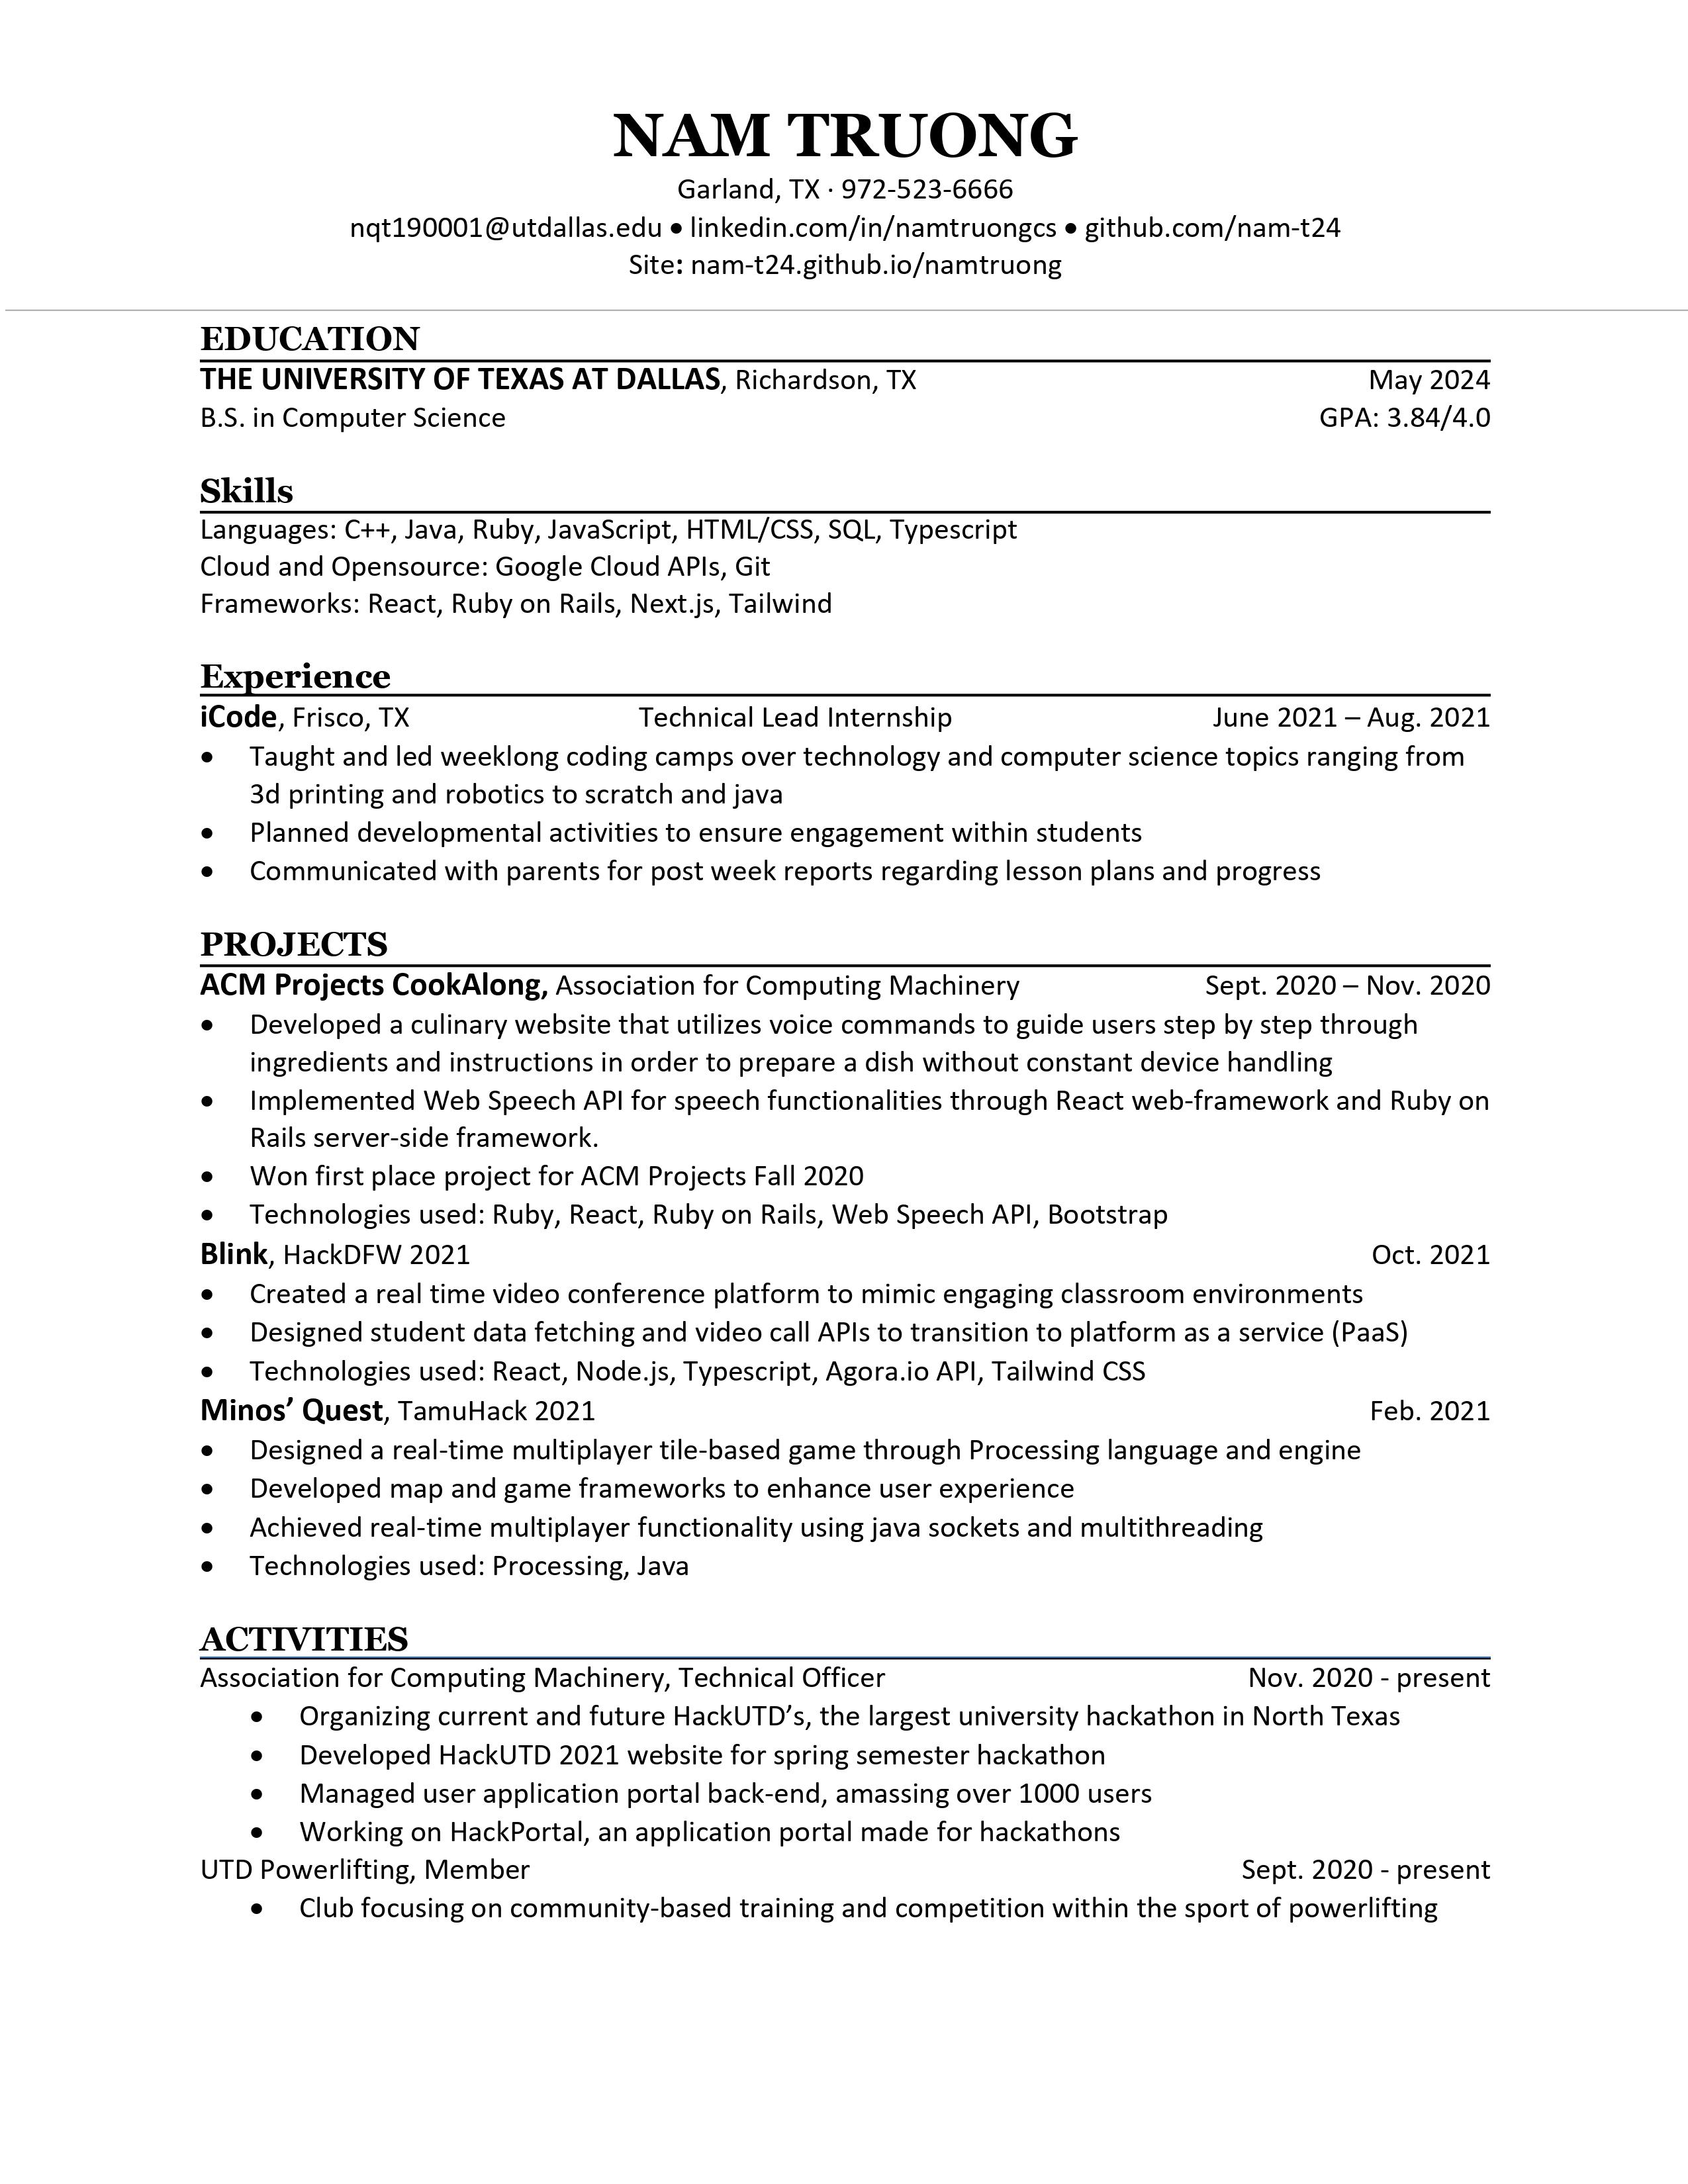 NAM TRUONG
Garland, TX · 972-523-6666
nqt190001@utdallas.edu • linkedin.com/in/namtruongcs • github.com/nam-t24
Site: nam-t24.github.io/namtruong
EDUCATION
THE UNIVERSITY OF TEXAS AT DALLAS, Richardson, TX May 2024
B.S. in Computer Science GPA: 3.84/4.0
Skills
Languages: C++, Java, Ruby, JavaScript, HTML/CSS, SQL, Typescript
Cloud and Opensource: Google Cloud APIs, Git
Frameworks: React, Ruby on Rails, Next.js, Tailwind
Experience
iCode, Frisco, TX Technical Lead Internship June 2021 – Aug. 2021
• Taught and led weeklong coding camps over technology and computer science topics ranging from
3d printing and robotics to scratch and java
• Planned developmental activities to ensure engagement within students
• Communicated with parents for post week reports regarding lesson plans and progress
PROJECTS
ACM Projects CookAlong, Association for Computing Machinery Sept. 2020 – Nov. 2020
• Developed a culinary website that utilizes voice commands to guide users step by step through
ingredients and instructions in order to prepare a dish without constant device handling
• Implemented Web Speech API for speech functionalities through React web-framework and Ruby on
Rails server-side framework.
• Won first place project for ACM Projects Fall 2020
• Technologies used: Ruby, React, Ruby on Rails, Web Speech API, Bootstrap
Blink, HackDFW 2021 Oct. 2021
• Created a real time video conference platform to mimic engaging classroom environments
• Designed student data fetching and video call APIs to transition to platform as a service (PaaS)
• Technologies used: React, Node.js, Typescript, Agora.io API, Tailwind CSS
Minos’ Quest, TamuHack 2021 Feb. 2021
• Designed a real-time multiplayer tile-based game through Processing language and engine
• Developed map and game frameworks to enhance user experience
• Achieved real-time multiplayer functionality using java sockets and multithreading
• Technologies used: Processing, Java
ACTIVITIES
Association for Computing Machinery, Technical Officer Nov. 2020 - present
• Organizing current and future HackUTD’s, the largest university hackathon in North Texas
• Developed HackUTD 2021 website for spring semester hackathon
• Managed user application portal back-end, amassing over 1000 users
• Working on HackPortal, an application portal made for hackathons
UTD Powerlifting, Member Sept. 2020 - present
• Club focusing on community-based training and competition within the sport of powerlifting